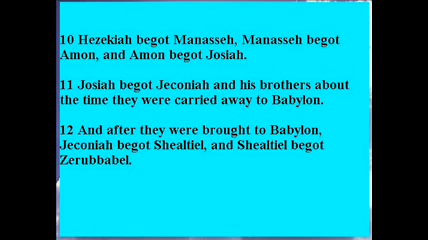 10 Hezekiah begot Manasseh, Manasseh begot
Amon, and Amon begot Josiah.
11 Josiah begot Jeconiah and his brothers about
the time they were carried away to Babylon.
12 And after they were brought to Babylon,
Jeconiah begot Shealtiel, and Shealtiel begot
Zerubbabel.